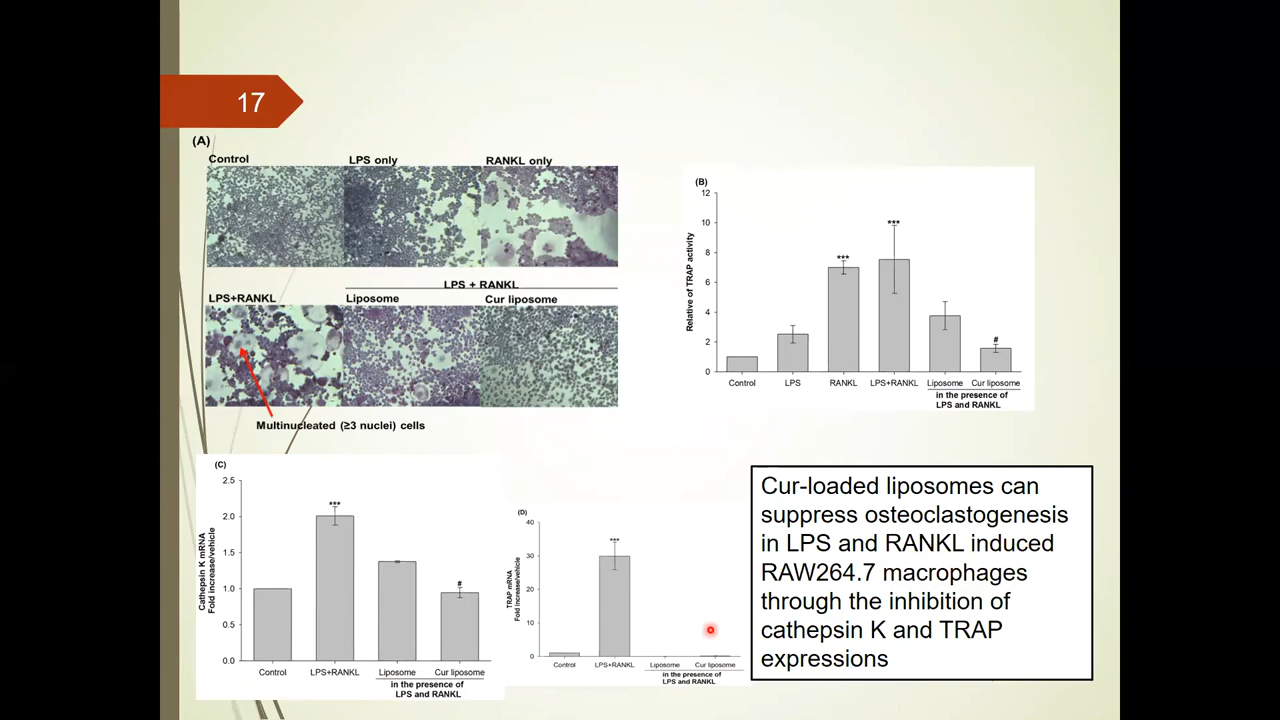 17
(A)
Control
LPS only
RANKL only
LPS + RANKL
LPS+RANKL
Liposome
Cur liposome
Multinucleated (≥3 nuclei) cells
(B)
Relative of TRAP activity
12
10
8
6
4
2
0
***
***
#
Control
LPS
RANKL
LPS+RANKL
Liposome
Cur liposome
in the presence of
LPS and RANKL
(C)
Cathepsin K mRNA
Fold increase/vehicle
2.5
2.0
1.5
1.0
0.5
0.0
***
#
Control
LPS+RANKL
Liposome
Cur liposome
in the presence of
LPS and RANKL
(D)
TRAP mRNA
Fold increase/vehicle
40
30
20
10
0
***
Control
LPS+RANKL
Liposome
Cur liposome
in the presence of
LPS and RANKL
Cur-loaded liposomes can
suppress osteoclastogenesis
in LPS and RANKL induced
RAW264.7 macrophages
through the inhibition of
cathepsin K and TRAP
expressions